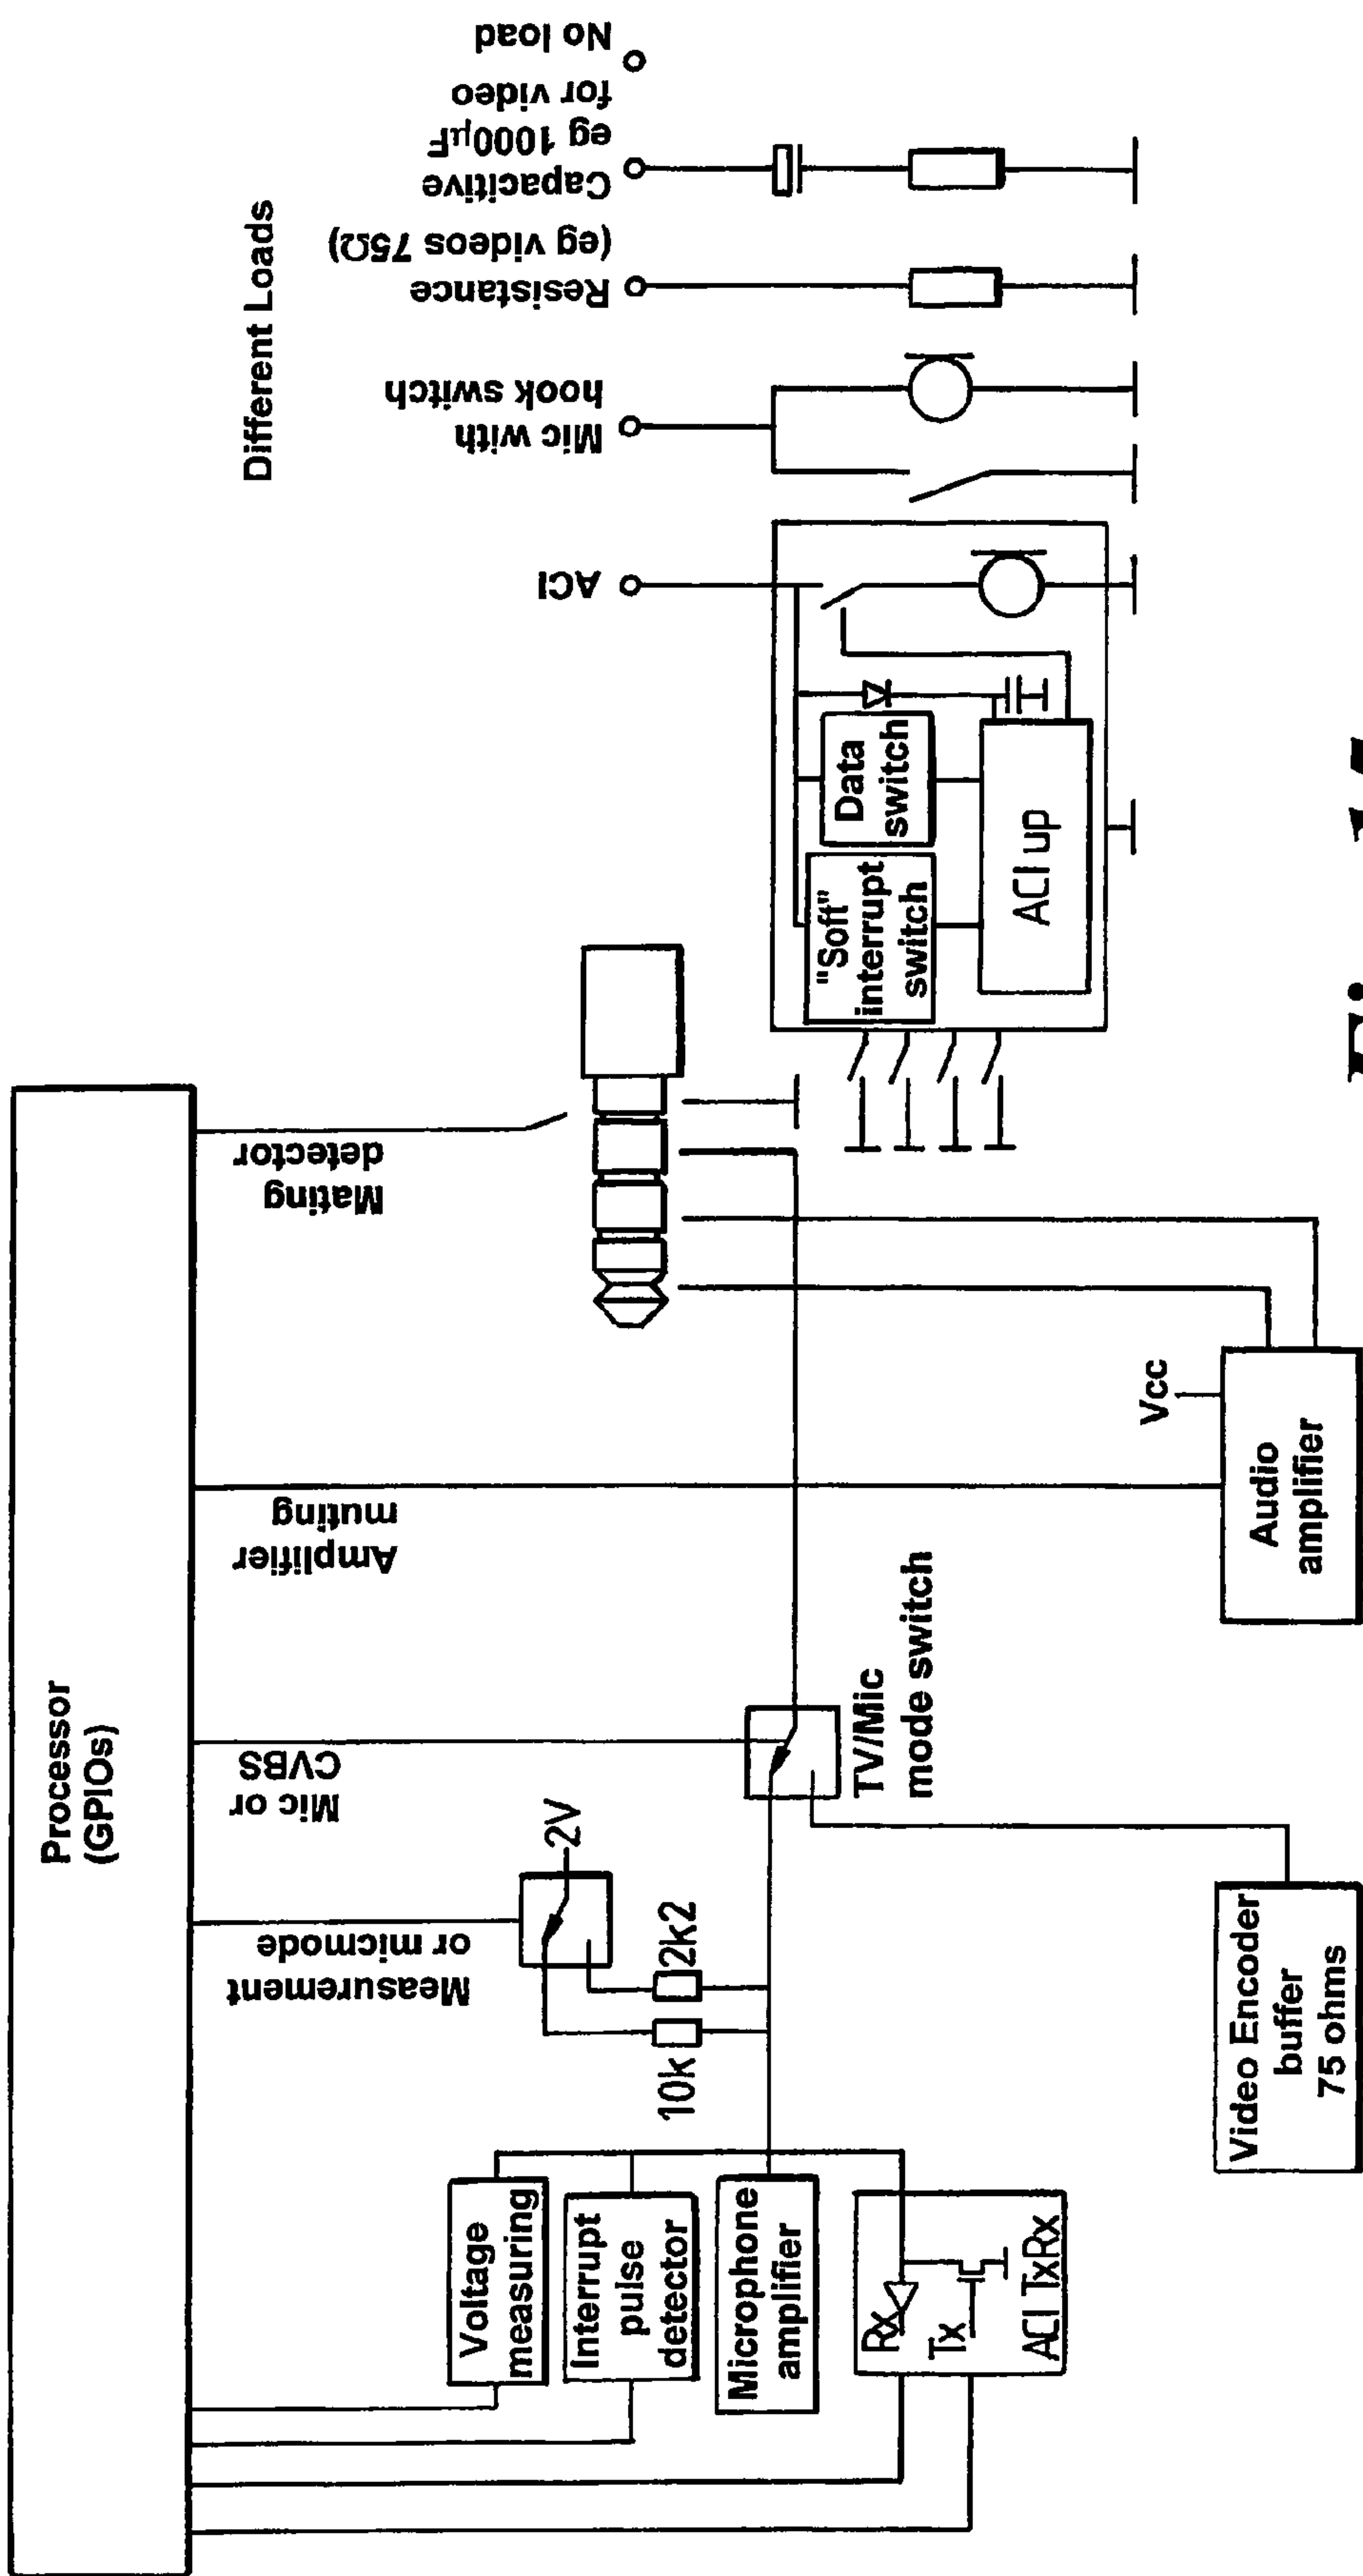 Processor
(GPIOs)
Voltage
measuring
Interrupt
pulse
detector
Microphone
amplifier
Rx
Tx
ACI TxRx
Measurement
or micmode
2V
10k
2k2
Mic or
CVBS
TV/Mic
mode switch
Video Encoder
buffer
75 ohms
Amplifier
muting
Vcc
Audio
amplifier
Mating
detector
"Soft"
interrupt
switch
Data
switch
ACI up
Different Loads
ACI
Mic with
hook switch
Resistance
(eg videos 75Ω)
Capacitive
eg 1000µF
for video
No load